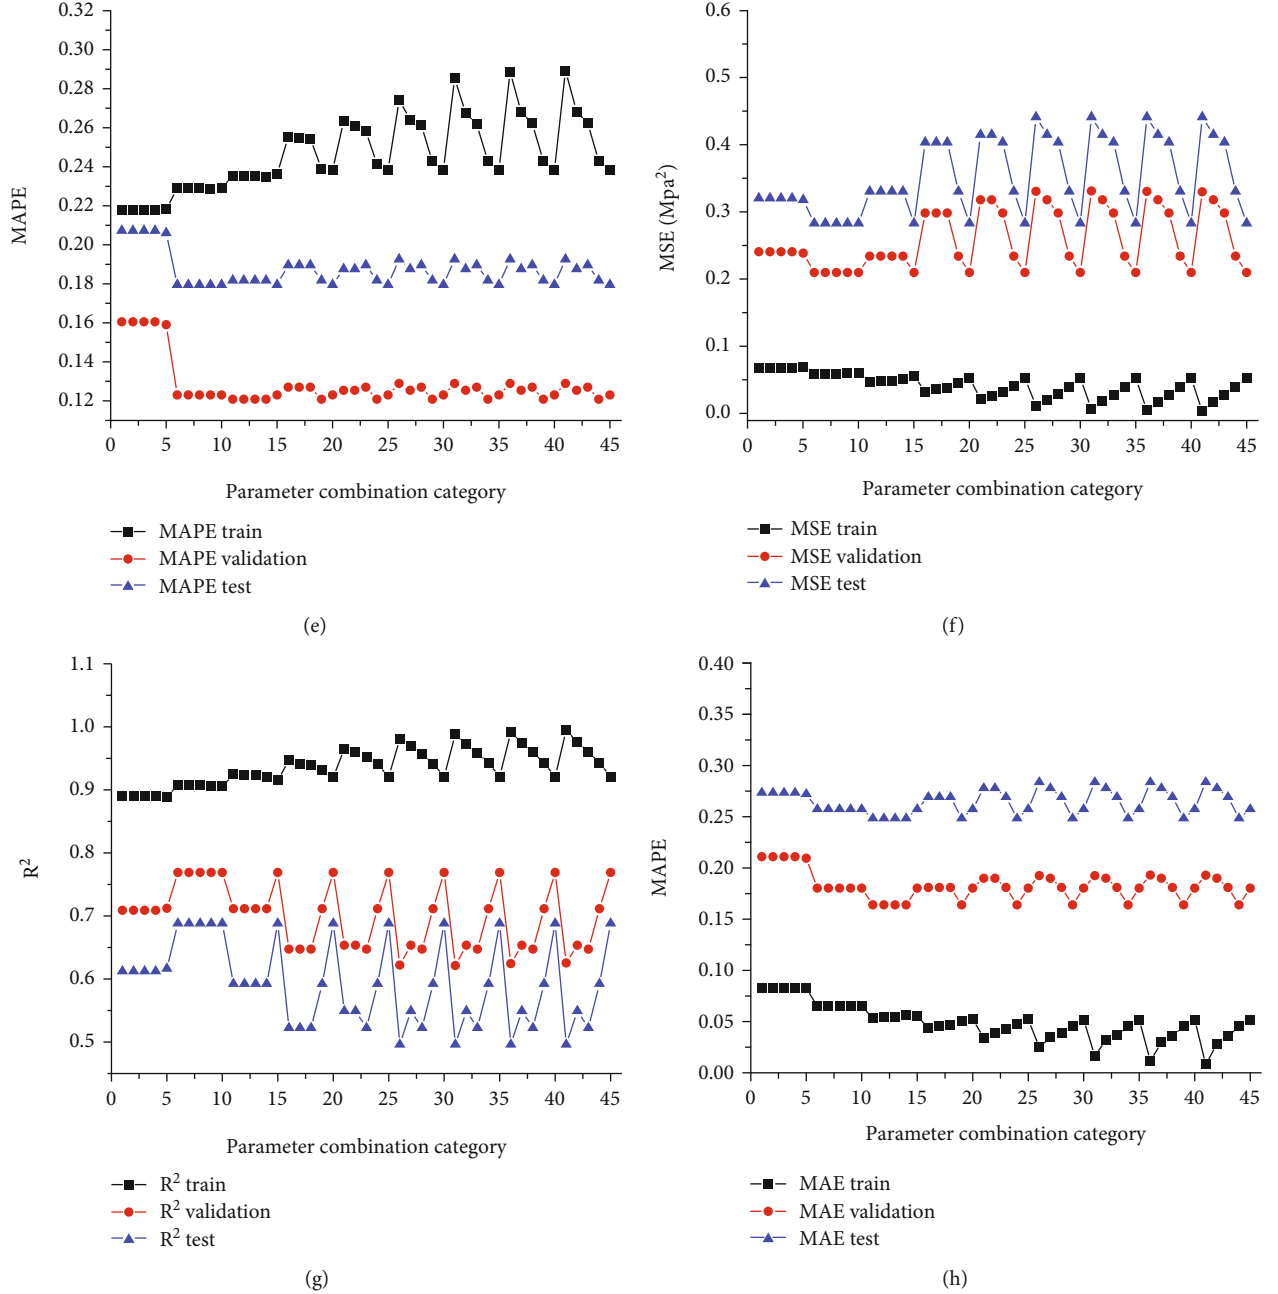 0.32
0.30
0.28
0.26
0.24
0.22
0.20
0.18
0.16
0.14
0.12
MAPE
0 5 10 15 20 25 30 35 40 45
Parameter combination category
MAPE train
MAPE validation
MAPE test
(e)
0.6
0.5
0.4
0.3
0.2
0.1
0.0
MSE (Mpa²)
0 5 10 15 20 25 30 35 40 45
Parameter combination category
MSE train
MSE validation
MSE test
(f)
1.1
1.0
0.9
0.8
0.7
0.6
0.5
R²
0 5 10 15 20 25 30 35 40 45
Parameter combination category
R² train
R² validation
R² test
(g)
0.40
0.35
0.30
0.25
0.20
0.15
0.10
0.05
0.00
MAPE
0 5 10 15 20 25 30 35 40 45
Parameter combination category
MAE train
MAE validation
MAE test
(h)